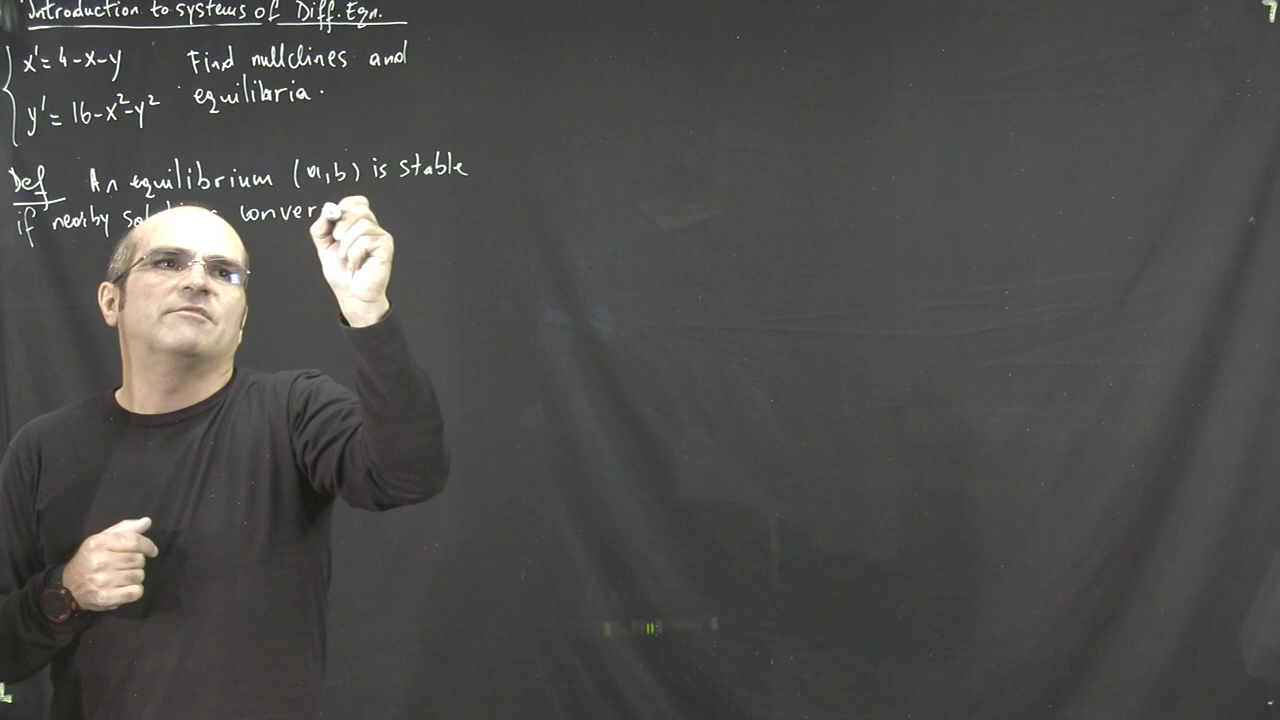 Introduction to systems of Diff. Eqn.
x' = 4-x-y Find nullclines and
y' = 16-x²-y² equilibria.
Def An equilibrium (a,b) is stable
if nearby conver